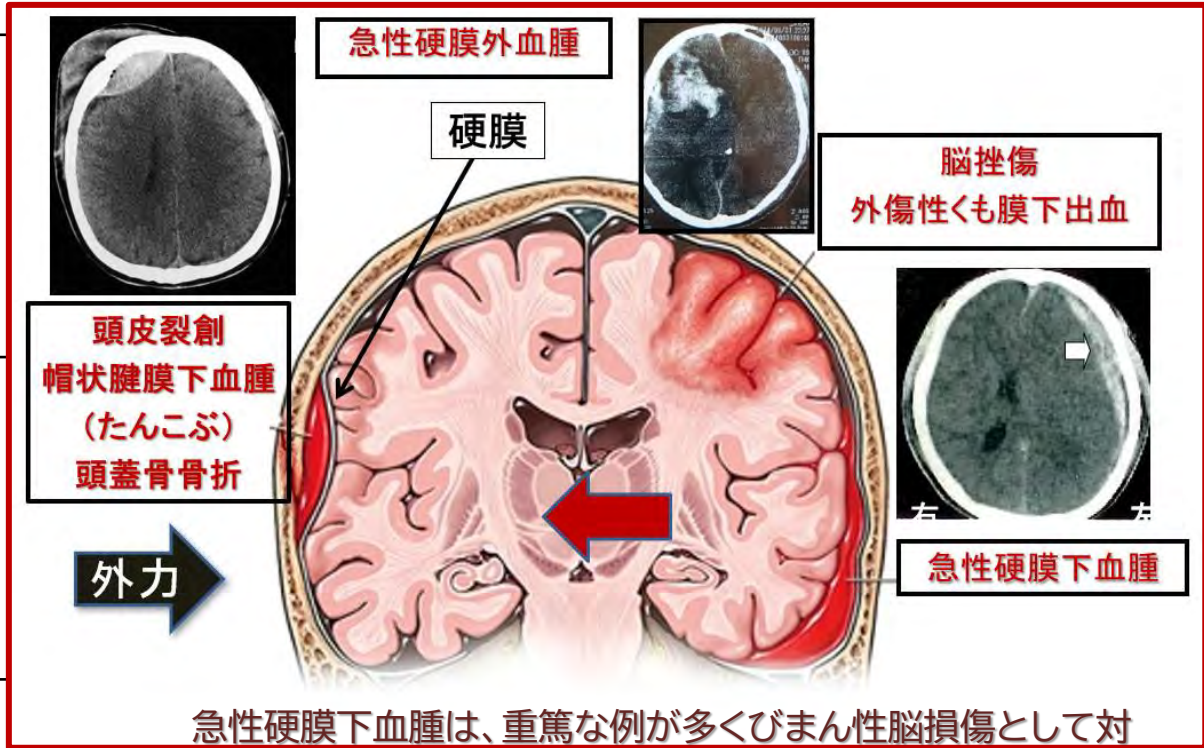 急性硬膜外血腫
硬膜
脳挫傷
外傷性くも膜下出血
頭皮裂創
帽状腱膜下血腫
(たんこぶ)
頭蓋骨骨折
外力
右
左
急性硬膜下血腫
急性硬膜下血腫は、重篤な例が多くびまん性脳損傷として対